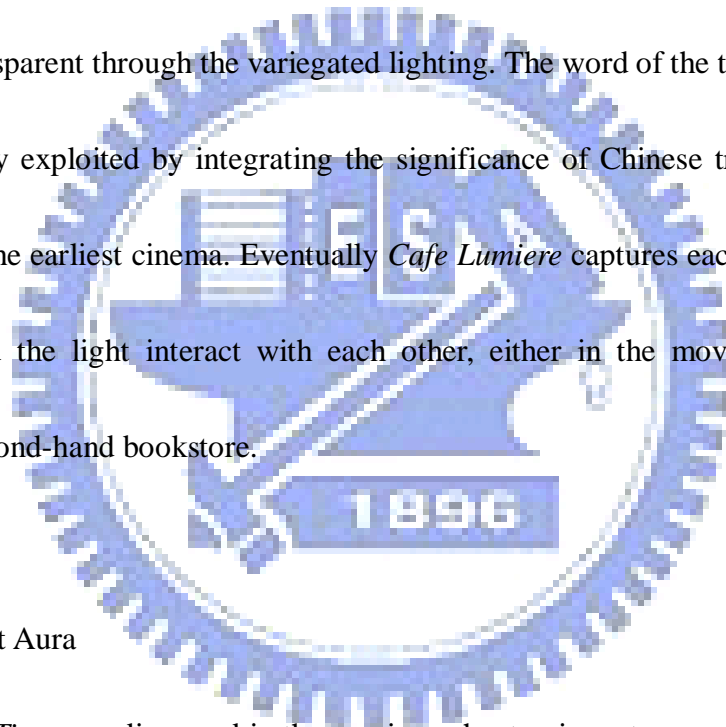 sparent through the variegated lighting. The word of the t
y exploited by integrating the significance of Chinese tr
ne earliest cinema. Eventually Cafe Lumiere captures eac
the light interact with each other, either in the mov
ond-hand bookstore.
E S A
1896
t Aura